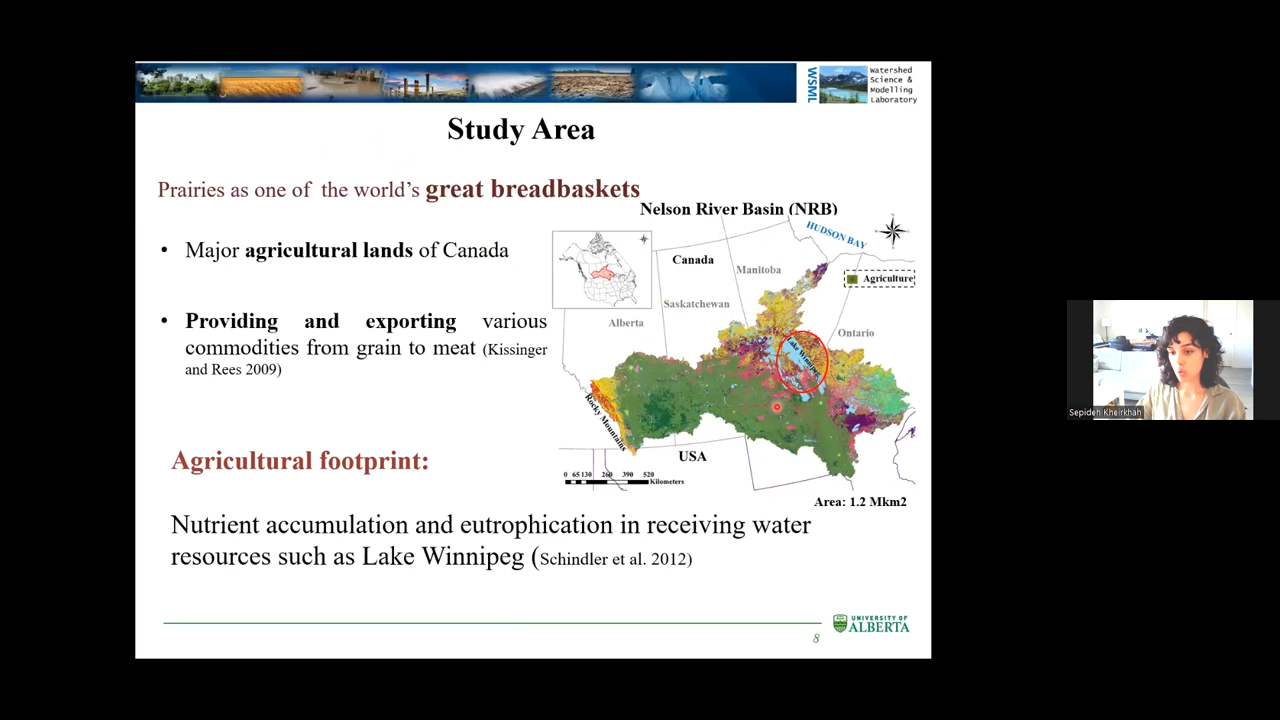 WSML
Watershed
Science &
Modelling
Laboratory
Study Area
Prairies as one of the world's great breadbaskets
• Major agricultural lands of Canada
• Providing and exporting various
commodities from grain to meat (Kissinger
and Rees 2009)
Nelson River Basin (NRB)
HUDSON BAY
Canada
Manitoba
Agriculture
Saskatchewan
Alberta
Ontario
Lake Winnipeg
Rocky Mountains
USA
0 65 130 260 390 520
Kilometers
Area: 1.2 Mkm2
Agricultural footprint:
Nutrient accumulation and eutrophication in receiving water
resources such as Lake Winnipeg (Schindler et al. 2012)
UNIVERSITY OF
ALBERTA
8
Sepideh Kheirkhah